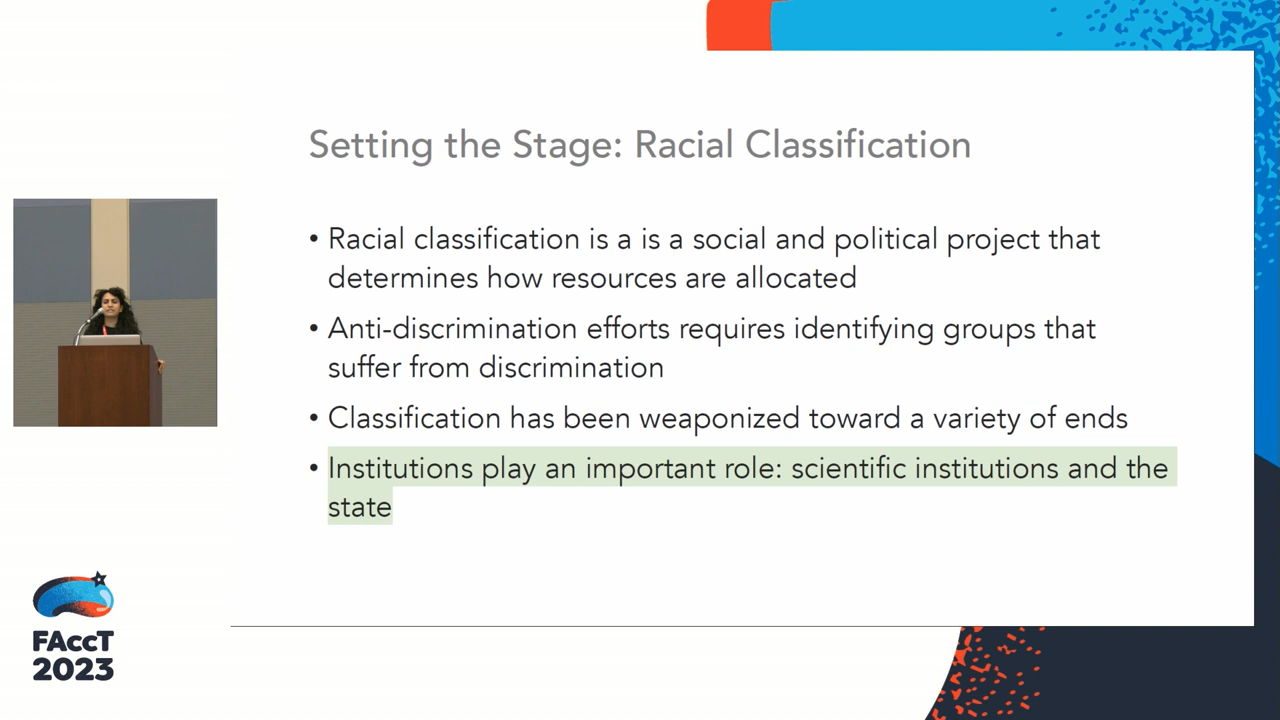 Setting the Stage: Racial Classification
• Racial classification is a is a social and political project that
determines how resources are allocated
• Anti-discrimination efforts requires identifying groups that
suffer from discrimination
• Classification has been weaponized toward a variety of ends
• Institutions play an important role: scientific institutions and the
state
FAccT
2023